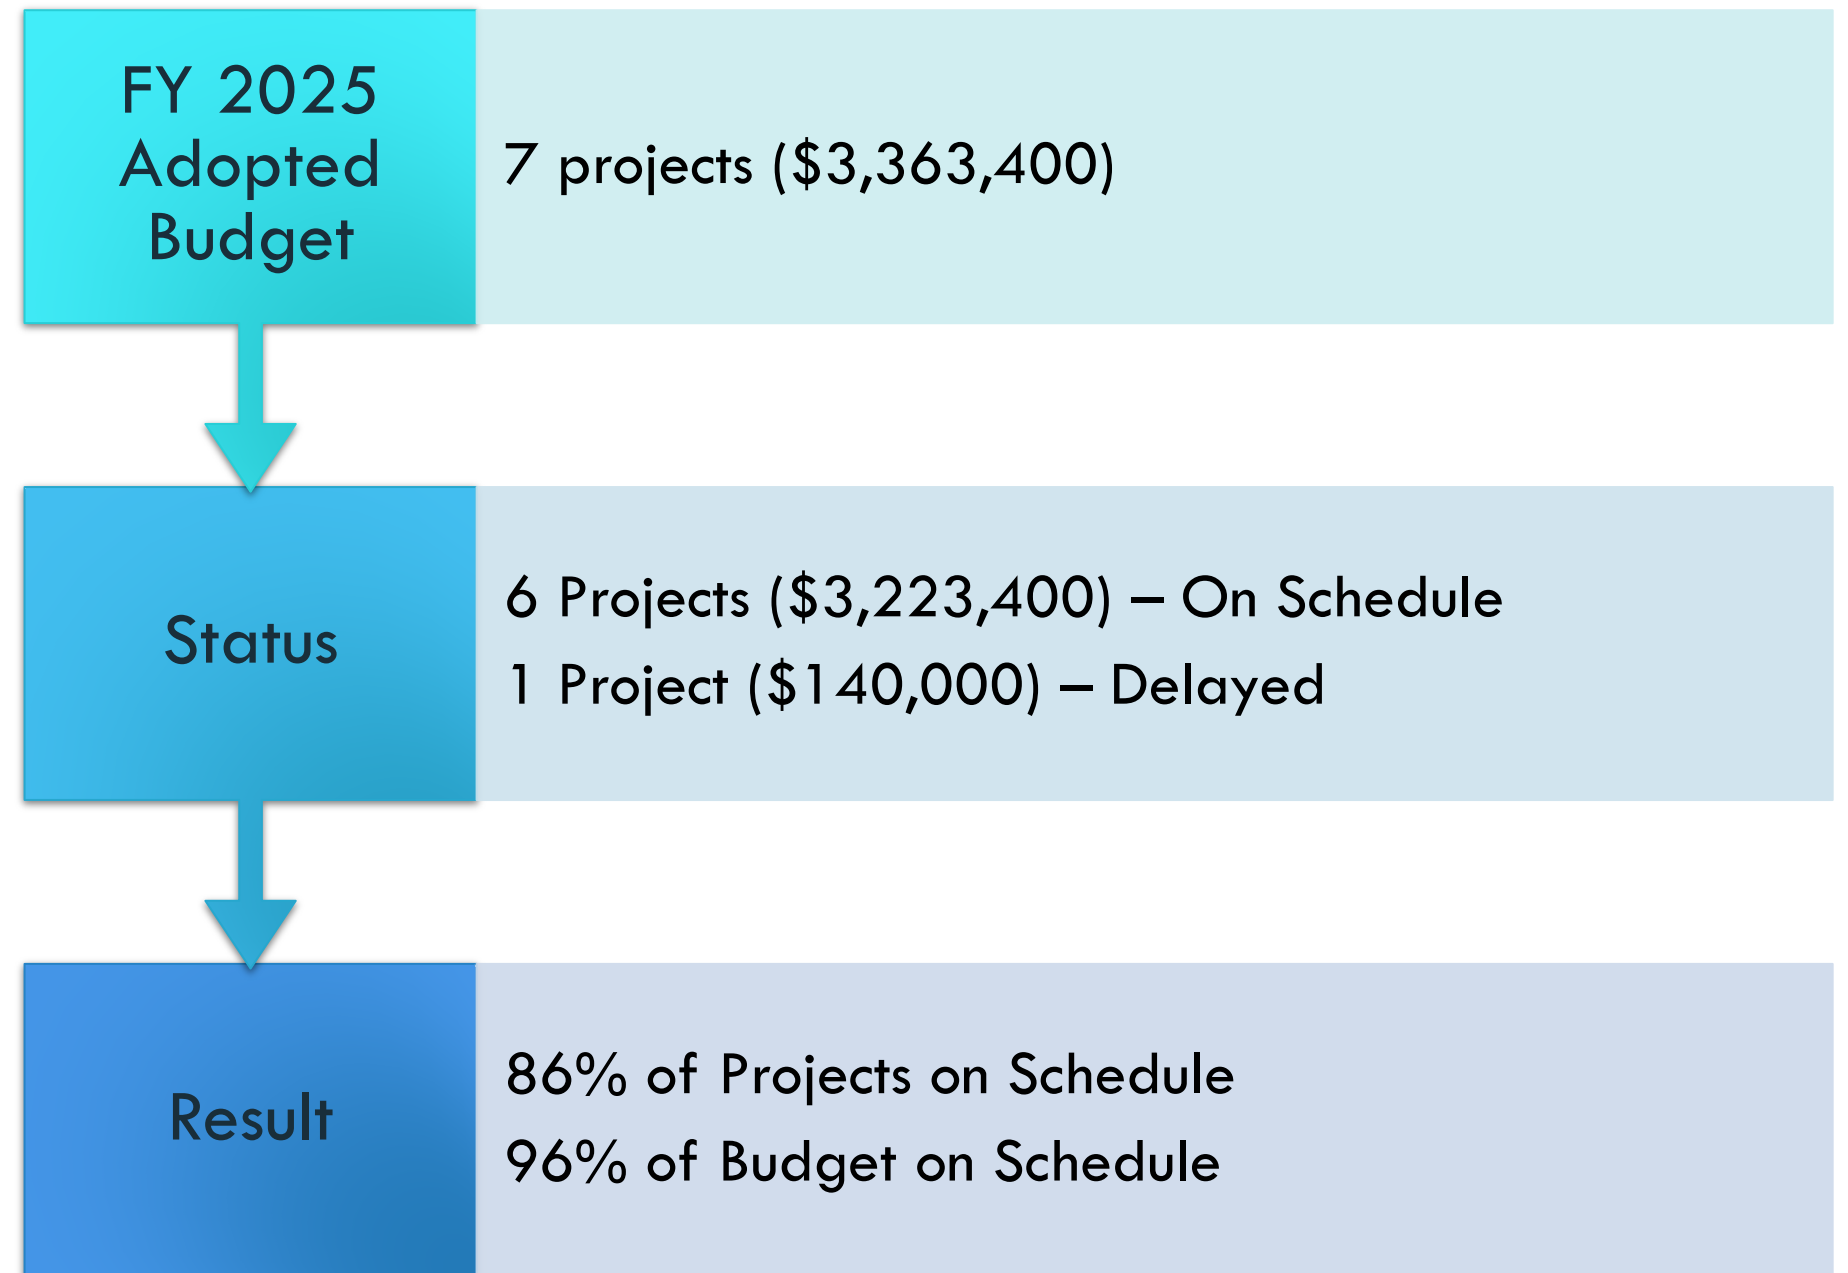 FY 2025
Adopted
Budget
7 projects ($3,363,400)
Status
6 Projects ($3,223,400) – On Schedule
1 Project ($140,000) – Delayed
Result
86% of Projects on Schedule
96% of Budget on Schedule